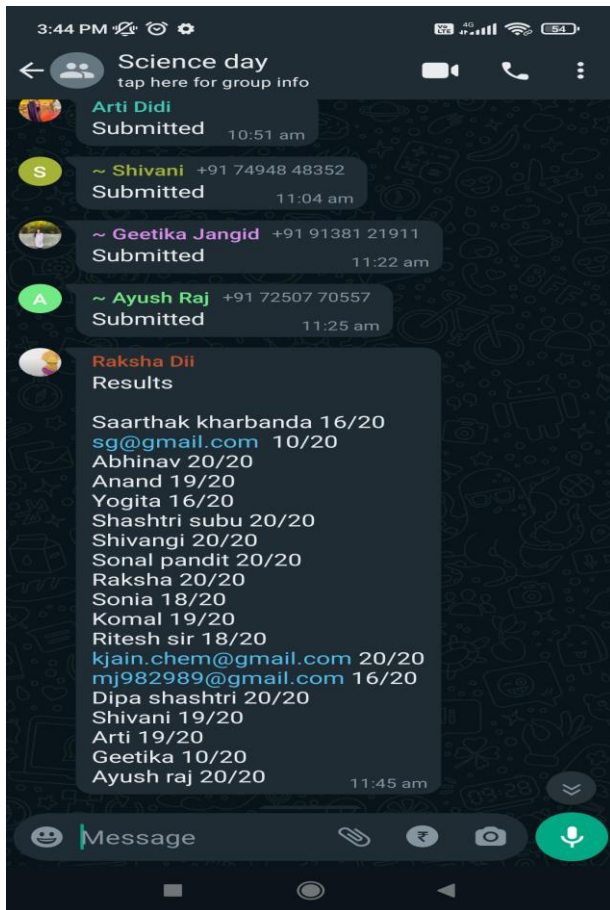 3:44 PM
Vo LTE 4G 54
Science day
tap here for group info
Arti Didi
Submitted 10:51 am
S
~ Shivani +91 74948 48352
Submitted 11:04 am
~ Geetika Jangid +91 91381 21911
Submitted 11:22 am
A
~ Ayush Raj +91 72507 70557
Submitted 11:25 am
Raksha Dii
Results
Saarthak kharbanda 16/20
sg@gmail.com 10/20
Abhinav 20/20
Anand 19/20
Yogita 16/20
Shashtri subu 20/20
Shivangi 20/20
Sonal pandit 20/20
Raksha 20/20
Sonia 18/20
Komal 19/20
Ritesh sir 18/20
kjain.chem@gmail.com 20/20
mj982989@gmail.com 16/20
Dipa shashtri 20/20
Shivani 19/20
Arti 19/20
Geetika 10/20
Ayush raj 20/20 11:45 am
Message ₹